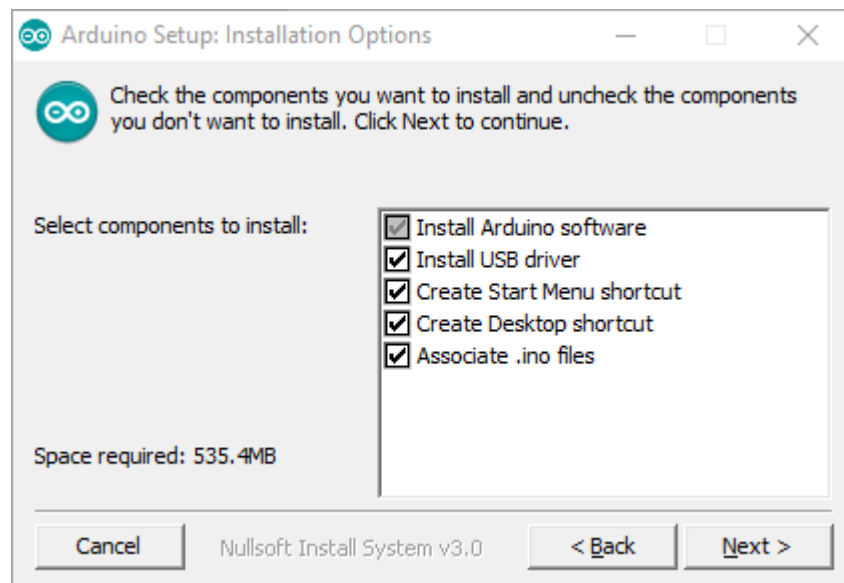 Arduino Setup: Installation Options
Check the components you want to install and uncheck the components
you don't want to install. Click Next to continue.
Select components to install:
Install Arduino software
Install USB driver
Create Start Menu shortcut
Create Desktop shortcut
Associate .ino files
Space required: 535.4MB
Cancel
Nullsoft Install System v3.0
< Back
Next >